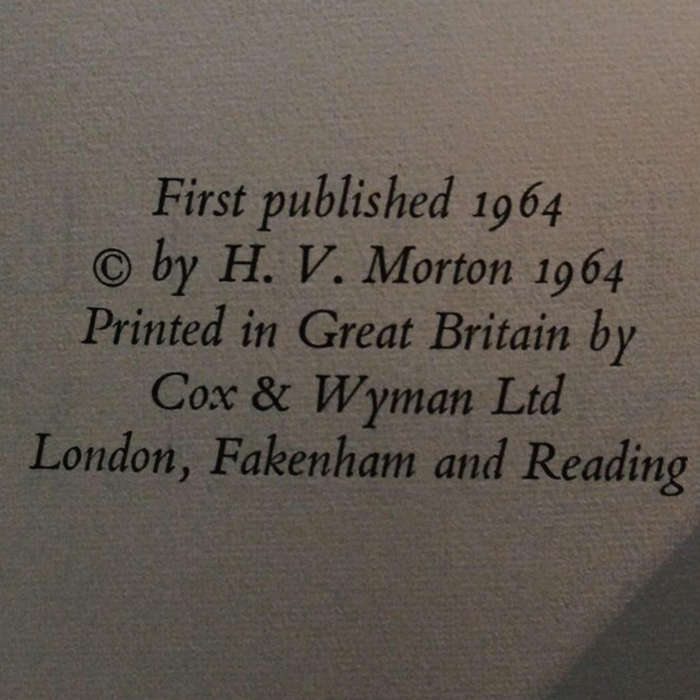 First published 1964
© by H. V. Morton 1964
Printed in Great Britain by
Cox & Wyman Ltd
London, Fakenham and Reading